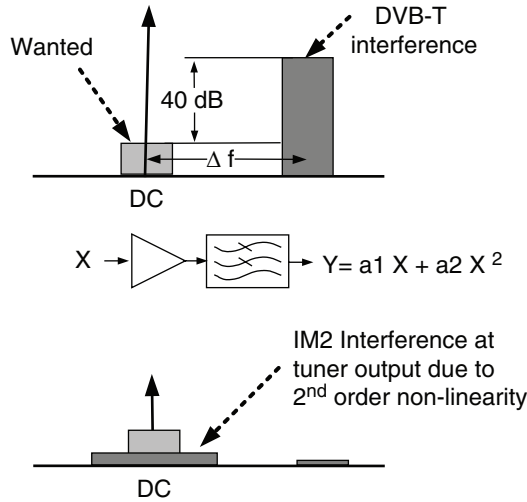 DVB-T
interference
Wanted
40 dB
Δ f
DC
X
Y= a1 X + a2 X ²
IM2 Interference at
tuner output due to
2ⁿᵈ order non-linearity
DC